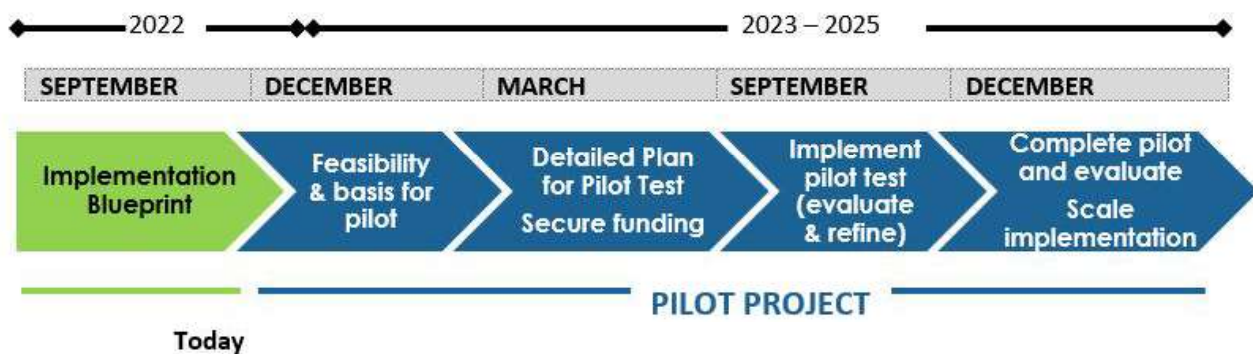 2022
2023 – 2025
SEPTEMBER
DECEMBER
MARCH
SEPTEMBER
DECEMBER
Implementation
Blueprint
Feasibility
& basis for
pilot
Detailed Plan
for Pilot Test
Secure funding
Implement
pilot test
(evaluate
& refine)
Complete pilot
and evaluate
Scale
implementation
PILOT PROJECT
Today